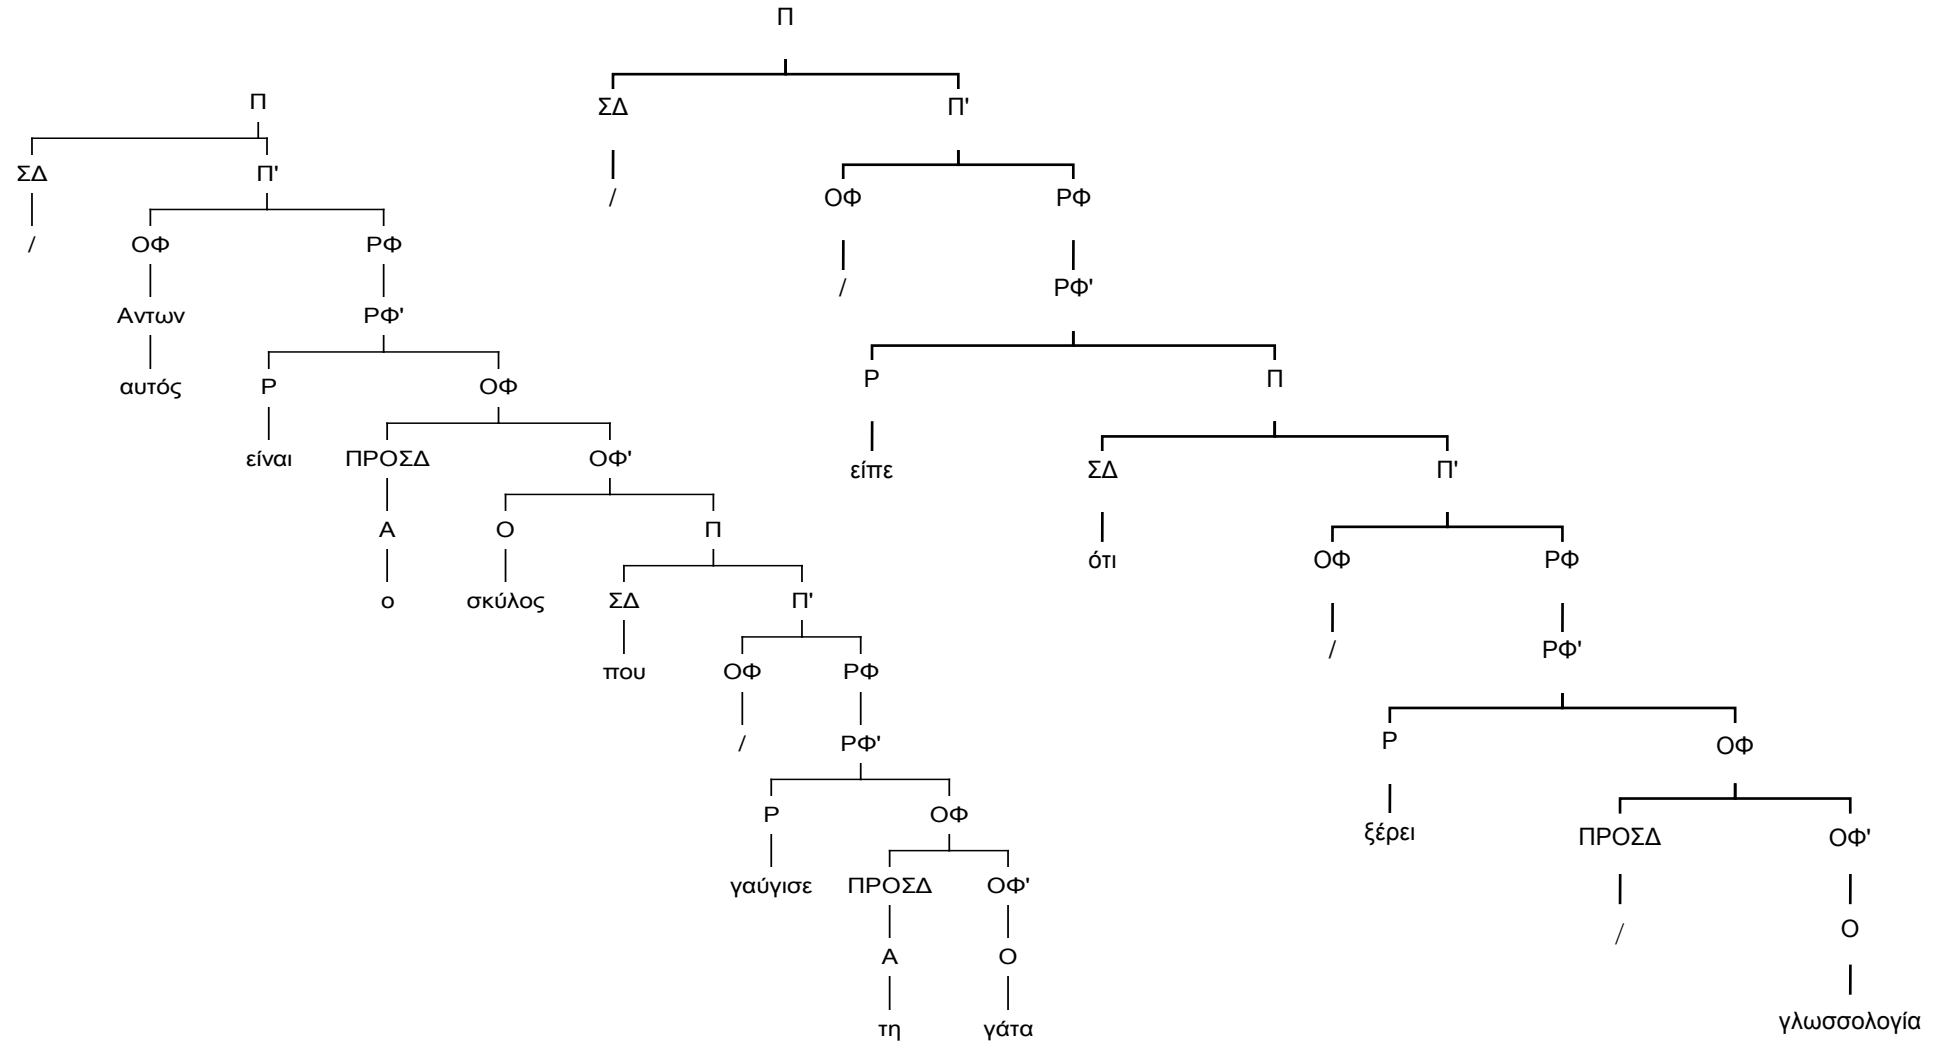 Π
ΣΔ Π'
/ ΟΦ ΡΦ
Αντων ΡΦ'
αυτός Ρ ΟΦ
είναι ΠΡΟΣΔ ΟΦ'
Α Ο Π
ο σκύλος ΣΔ Π'
που ΟΦ ΡΦ
/ ΡΦ'
Ρ ΟΦ
γαύγισε ΠΡΟΣΔ ΟΦ'
Α Ο
τη γάτα
Π
ΣΔ Π'
/ ΟΦ ΡΦ
/ ΡΦ'
Ρ Π
είπε ΣΔ Π'
ότι ΟΦ ΡΦ
/ ΡΦ'
Ρ ΟΦ
ξέρει ΠΡΟΣΔ ΟΦ'
/ Ο
γλωσσολογία